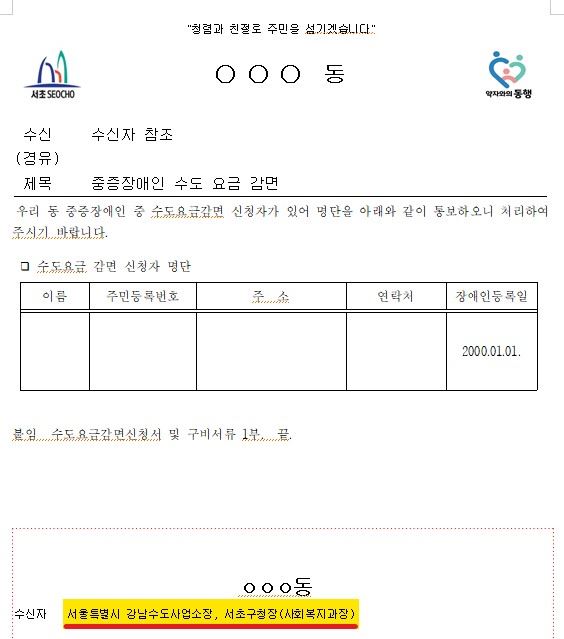 "청렴과 친절로 주민을 섬기겠습니다"
서초 SEOCHO
○ ○ ○ 동
약자와의 동행
수신 수신자 참조
(경유)
제목 중증장애인 수도 요금 감면
우리 동 중증장애인 중 수도요금감면 신청자가 있어 명단을 아래와 같이 통보하오니 처리하여
주시기 바랍니다.
❑ 수도요금 감면 신청자 명단
이름 주민등록번호 주 소 연락처 장애인등록일
2000.01.01.
붙임 수도요금감면신청서 및 구비서류 1부. 끝.
ㅇㅇㅇ동
수신자 서울특별시 강남수도사업소장, 서초구청장(사회복지과장)